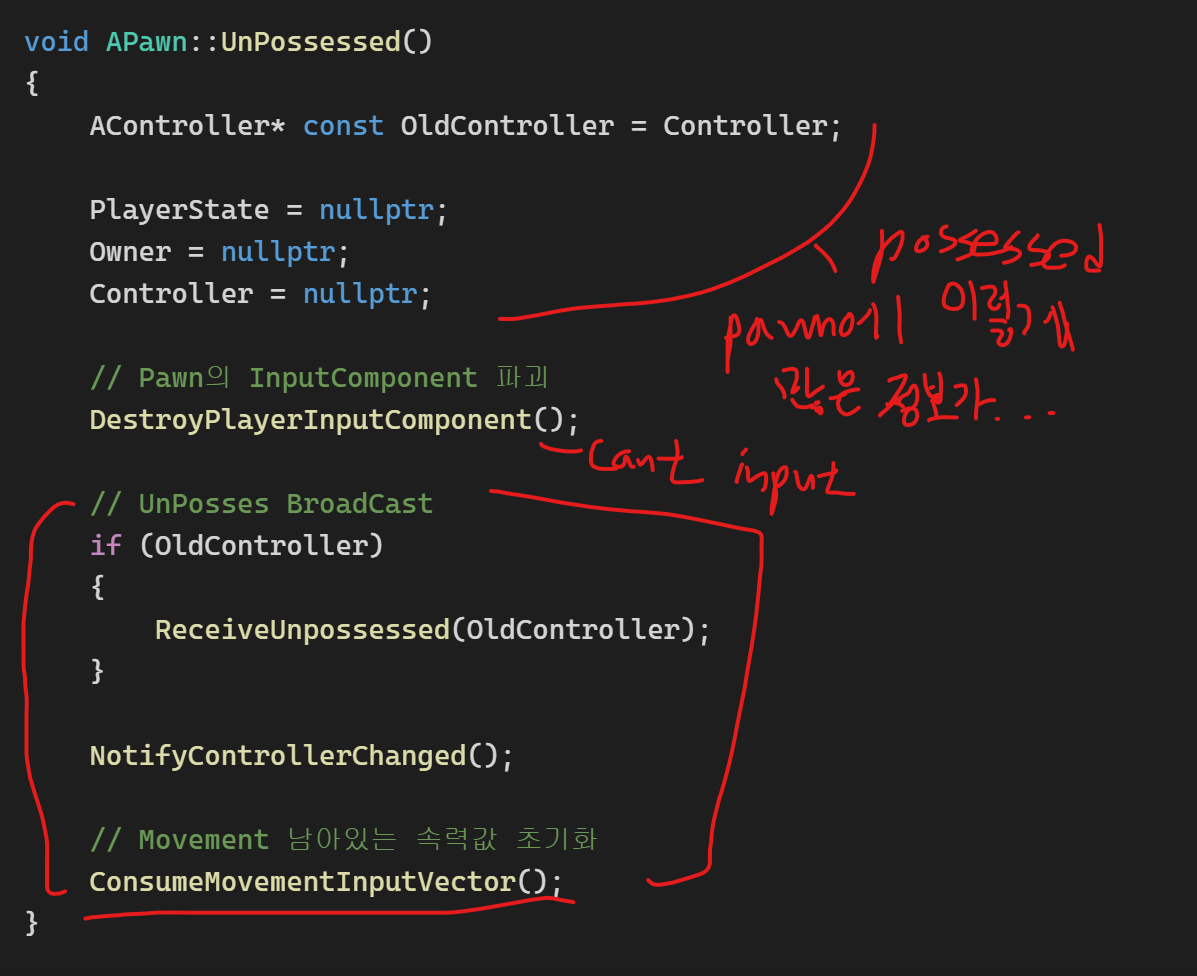 void APawn::UnPossessed()
{
AController* const OldController = Controller;
PlayerState = nullptr;
Owner = nullptr;
Controller = nullptr;
possessed
pawn에 이렇게
많은 정보가...
// Pawn의 InputComponent 파괴
DestroyPlayerInputComponent();
Cant input
// UnPosses BroadCast
if (OldController)
{
ReceiveUnpossessed(OldController);
}
NotifyControllerChanged();
// Movement 남아있는 속력값 초기화
ConsumeMovementInputVector();
}